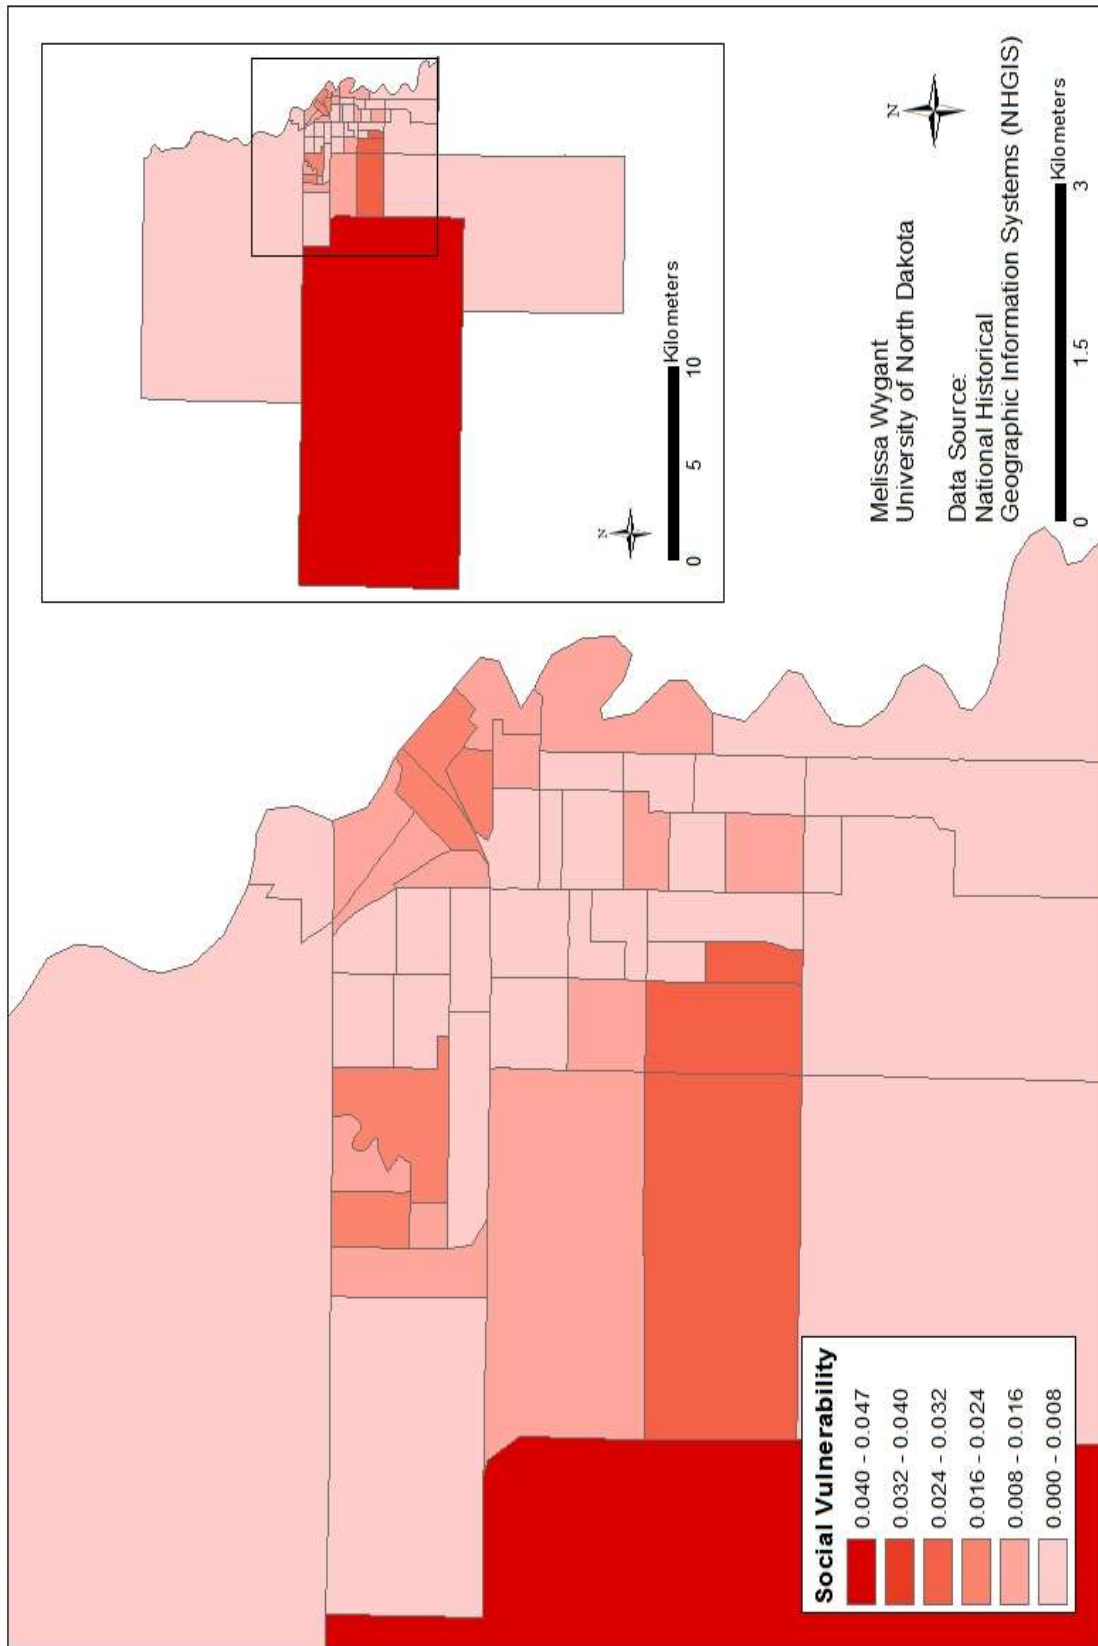 N
0 5 10 Kilometers
N
Melissa Wygant
University of North Dakota
Data Source:
National Historical
Geographic Information Systems (NHGIS)
0 1.5 3 Kilometers
Social Vulnerability
0.040 - 0.047
0.032 - 0.040
0.024 - 0.032
0.016 - 0.024
0.008 - 0.016
0.000 - 0.008